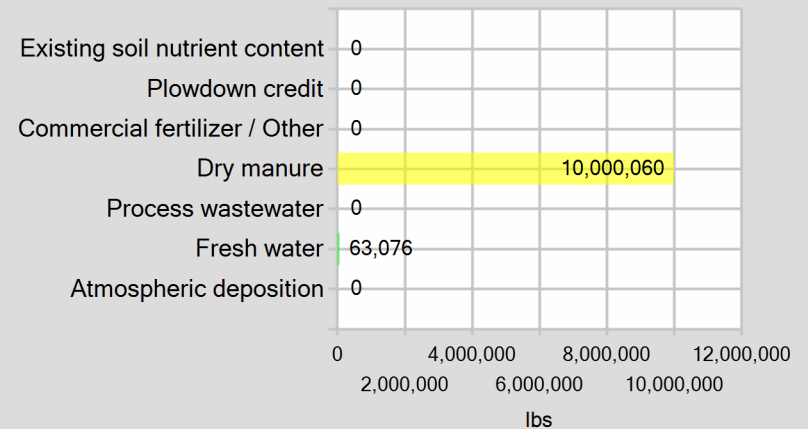 Existing soil nutrient content 0
Plowdown credit 0
Commercial fertilizer / Other 0
Dry manure 10,000,060
Process wastewater 0
Fresh water 63,076
Atmospheric deposition 0
0 4,000,000 8,000,000 12,000,000
2,000,000 6,000,000 10,000,000
lbs